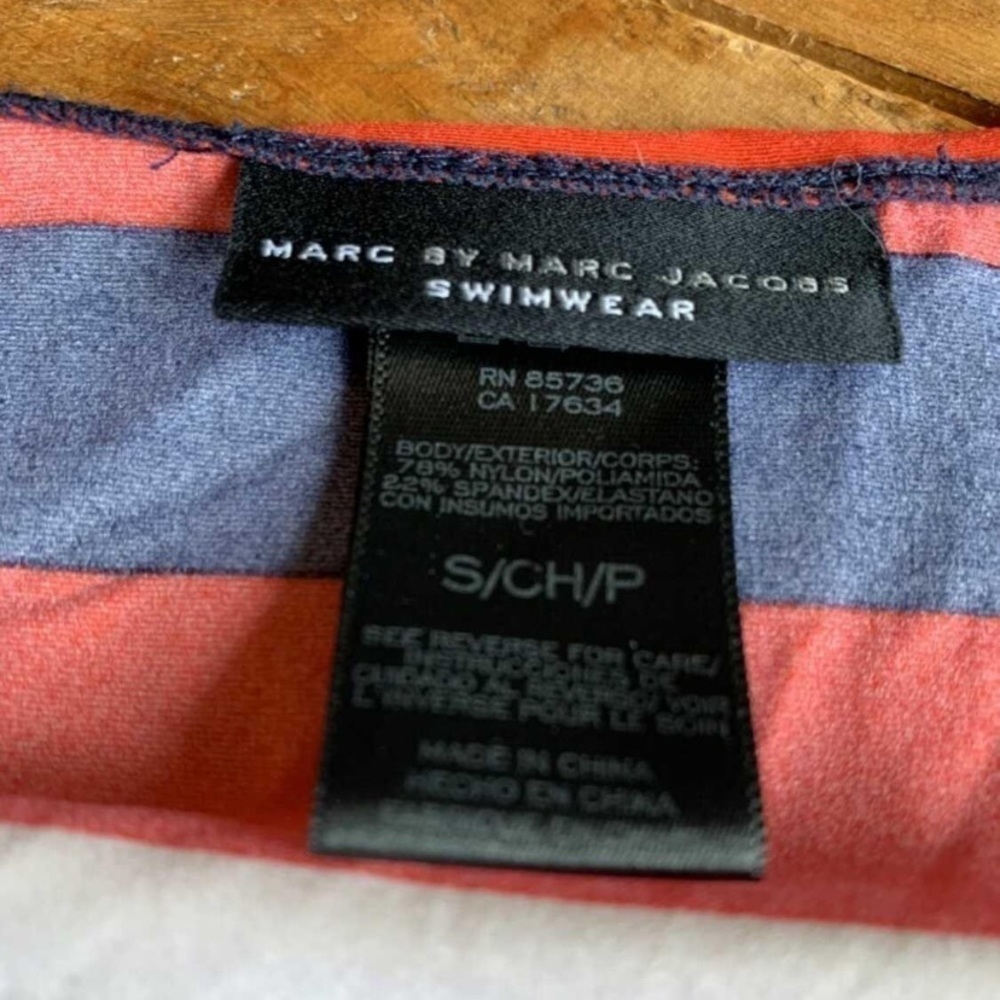 MARC BY MARC JACOBS
SWIMWEAR
RN 85736
CA 17634
BODY/EXTERIOR/CORPS:
78% NYLON/POLIAMIDA
22% SPANDEX/ELASTANO
CON INSUMOS IMPORTADOS
S/CH/P
SEE REVERSE FOR CARE/
INSTRUCCIONES DE
CUIDADO AL REVERSO/VOIR
L'INVERSE POUR LE SOIN
MADE IN CHINA
HECHO EN CHINA